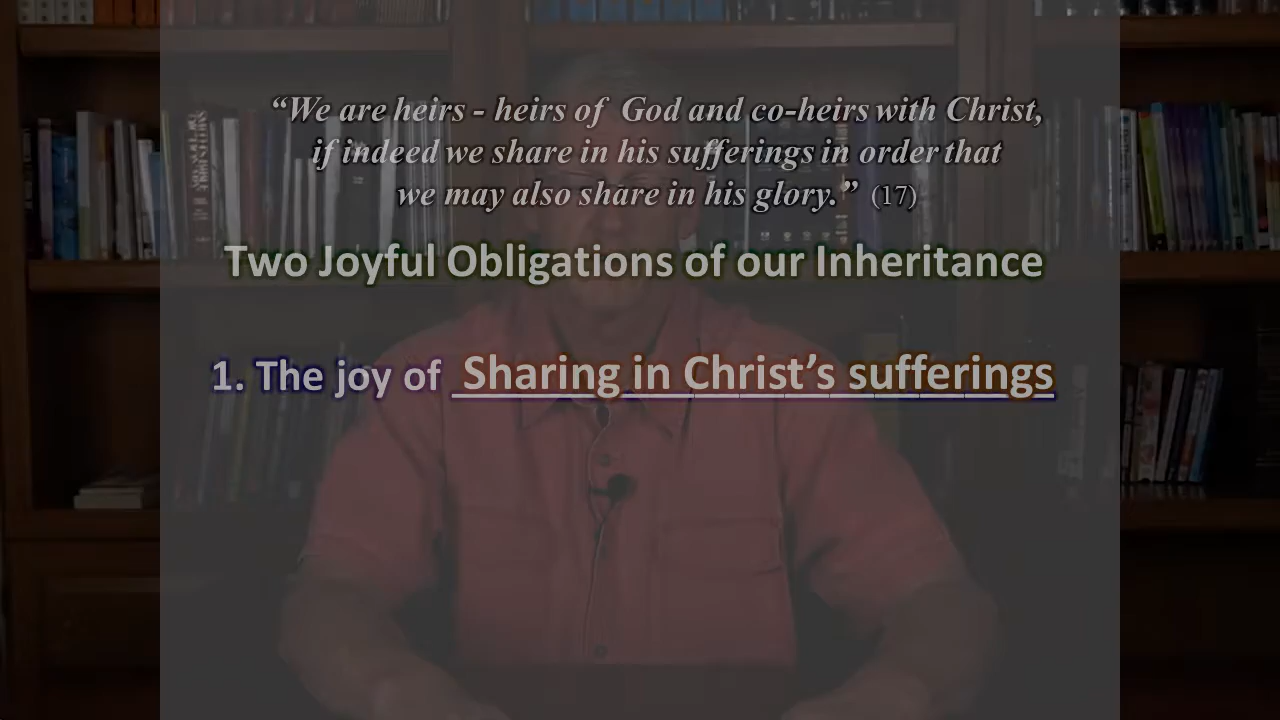 “We are heirs - heirs of God and co-heirs with Christ,
if indeed we share in his sufferings in order that
we may also share in his glory.” (17)
Two Joyful Obligations of our Inheritance
1. The joy of Sharing in Christ’s sufferings